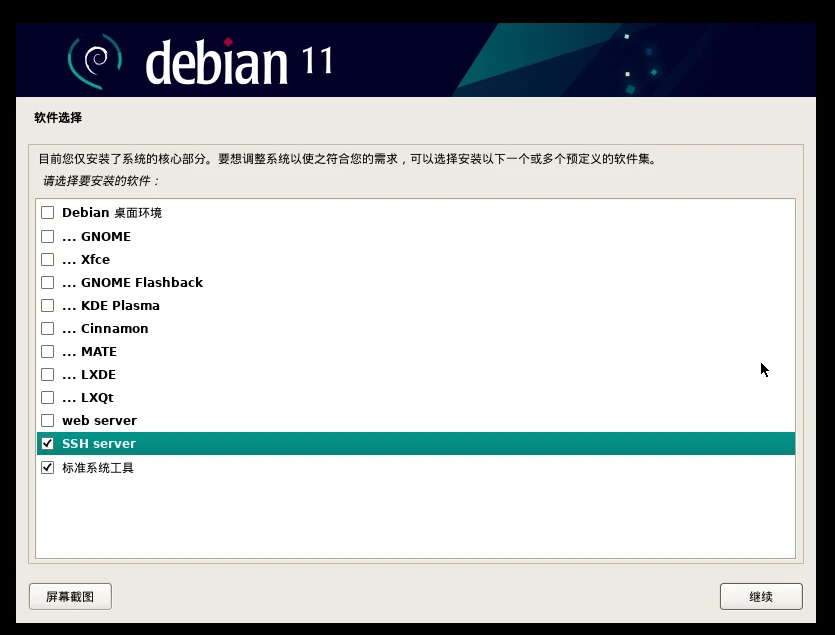 debian 11
软件选择
目前您仅安装了系统的核心部分。要想调整系统以使之符合您的需求，可以选择安装以下一个或多个预定义的软件集。
请选择要安装的软件：
Debian 桌面环境
... GNOME
... Xfce
... GNOME Flashback
... KDE Plasma
... Cinnamon
... MATE
... LXDE
... LXQt
web server
SSH server
标准系统工具
屏幕截图
继续